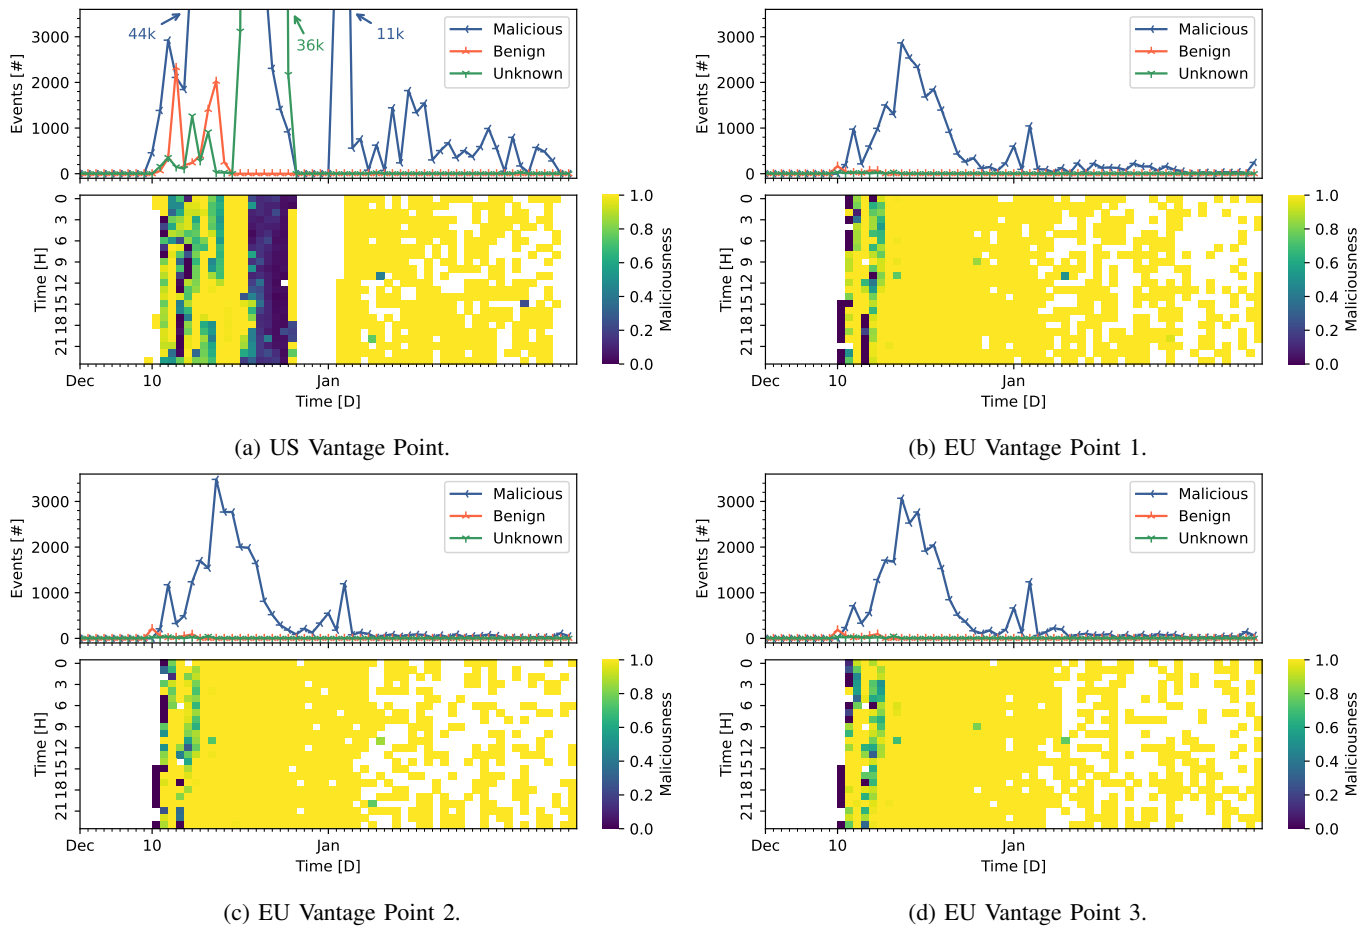 44k
36k
11k
Malicious
Benign
Unknown
Events [#]
3000
2000
1000
0
Time [H]
0
3
6
9
12
15
18
21
Dec
10
Jan
Time [D]
1.0
0.8
0.6
0.4
0.2
0.0
Maliciousness
(a) US Vantage Point.
Malicious
Benign
Unknown
Events [#]
3000
2000
1000
0
Time [H]
0
3
6
9
12
15
18
21
Dec
10
Jan
Time [D]
1.0
0.8
0.6
0.4
0.2
0.0
Maliciousness
(b) EU Vantage Point 1.
Malicious
Benign
Unknown
Events [#]
3000
2000
1000
0
Time [H]
0
3
6
9
12
15
18
21
Dec
10
Jan
Time [D]
1.0
0.8
0.6
0.4
0.2
0.0
Maliciousness
(c) EU Vantage Point 2.
Malicious
Benign
Unknown
Events [#]
3000
2000
1000
0
Time [H]
0
3
6
9
12
15
18
21
Dec
10
Jan
Time [D]
1.0
0.8
0.6
0.4
0.2
0.0
Maliciousness
(d) EU Vantage Point 3.